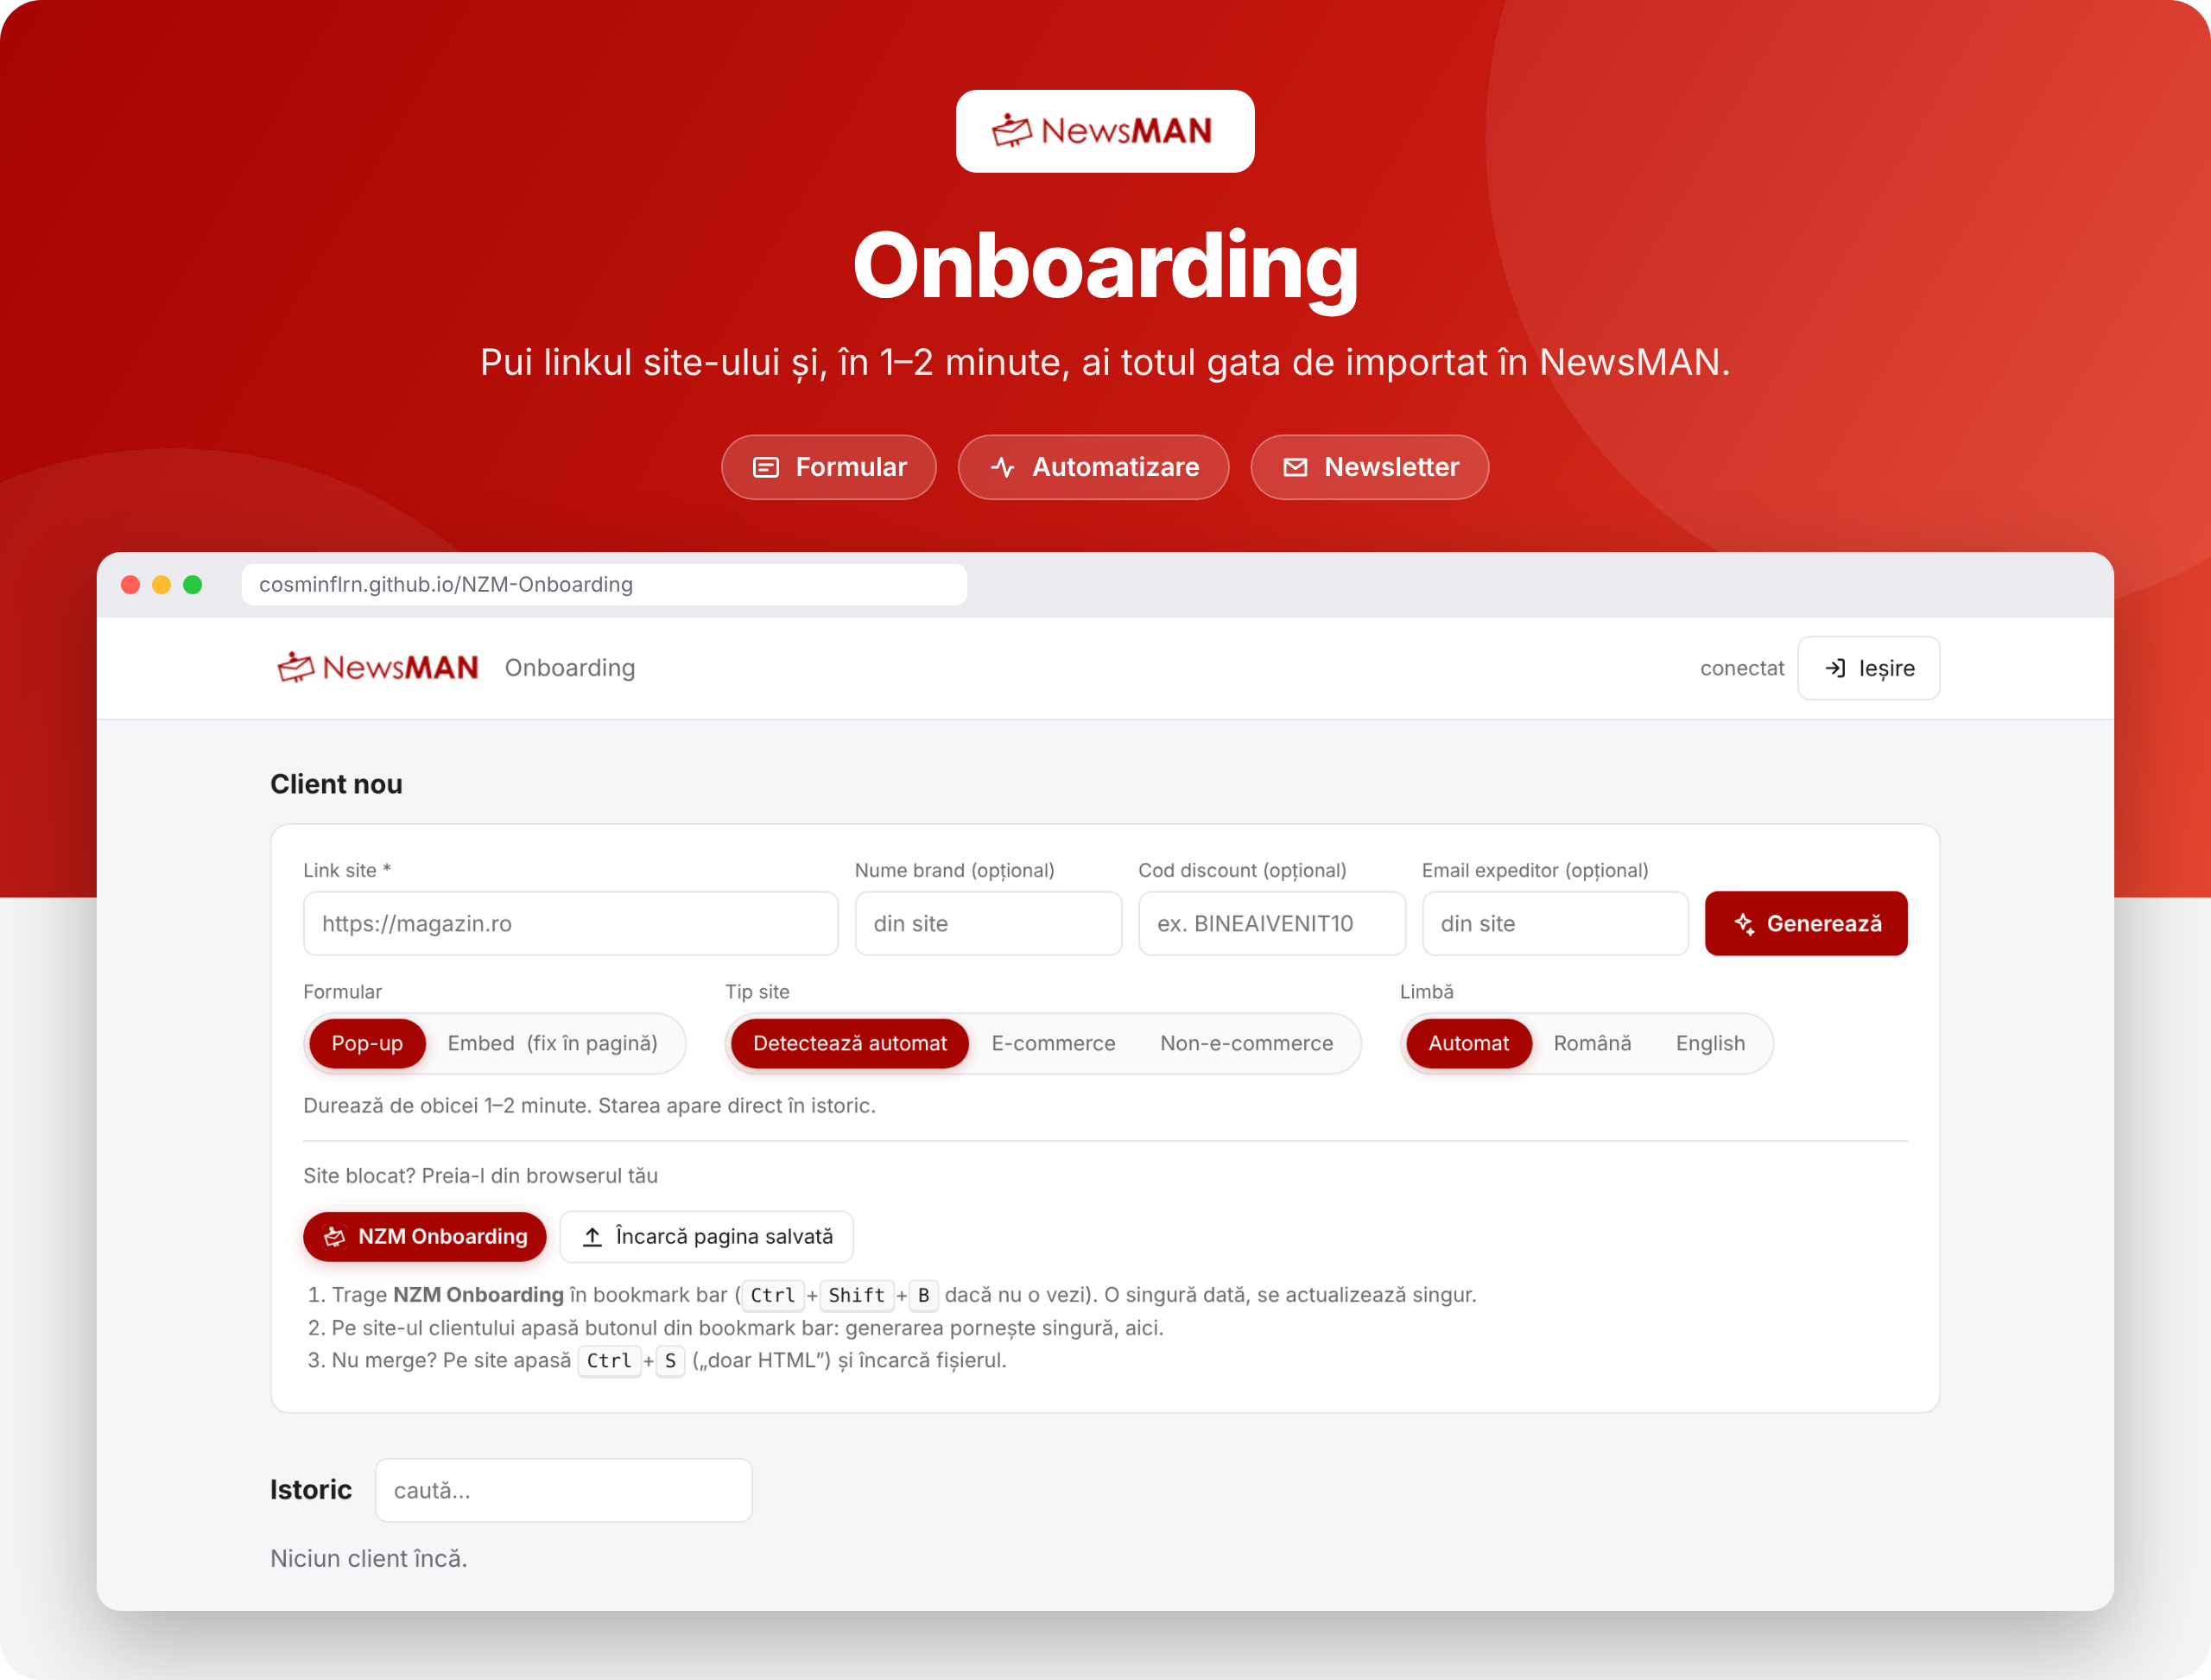 NewsMAN
Onboarding
Pui linkul site-ului și, în 1–2 minute, ai totul gata de importat în NewsMAN.
Formular Automatizare Newsletter
cosminflrn.github.io/NZM-Onboarding
NewsMAN Onboarding conectat Ieșire
Client nou
Link site * Nume brand (opțional) Cod discount (opțional) Email expeditor (opțional)
https://magazin.ro din site ex. BINEAIVENIT10 din site Generează
Formular Tip site Limbă
Pop-up Embed (fix în pagină) Detectează automat E-commerce Non-e-commerce Automat Română English
Durează de obicei 1–2 minute. Starea apare direct în istoric.
Site blocat? Preia-l din browserul tău
NZM Onboarding Încarcă pagina salvată
1. Trage NZM Onboarding în bookmark bar (Ctrl+Shift+B dacă nu o vezi). O singură dată, se actualizează singur.
2. Pe site-ul clientului apasă butonul din bookmark bar: generarea pornește singură, aici.
3. Nu merge? Pe site apasă Ctrl+S („doar HTML”) și încarcă fișierul.
Istoric caută...
Niciun client încă.